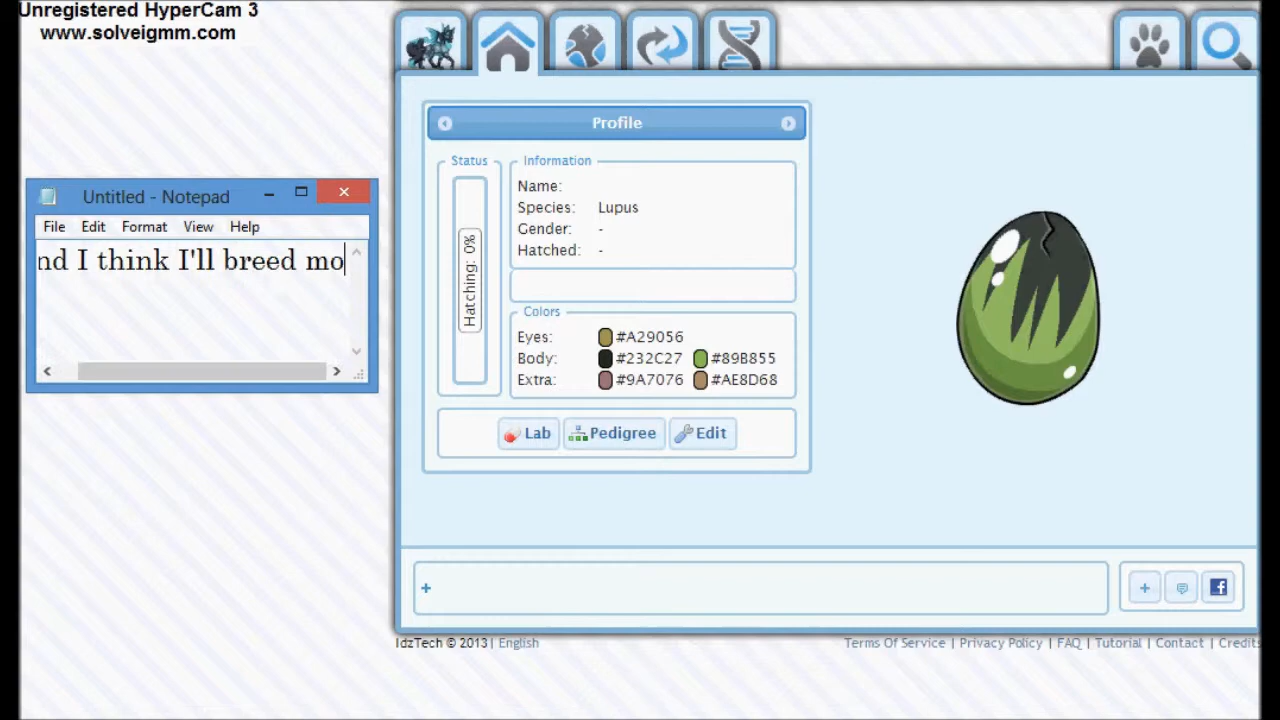 Unregistered HyperCam 3
www.solveigmm.com
Untitled - Notepad
File Edit Format View Help
nd I think I'll breed mo
Profile
Status
Hatching: 0%
Information
Name:
Species: Lupus
Gender: -
Hatched: -
Colors
Eyes: #A29056
Body: #232C27 #89B855
Extra: #9A7076 #AE8D68
Lab Pedigree Edit
IdzTech © 2013 | English
Terms Of Service | Privacy Policy | FAQ | Tutorial | Contact | Credits